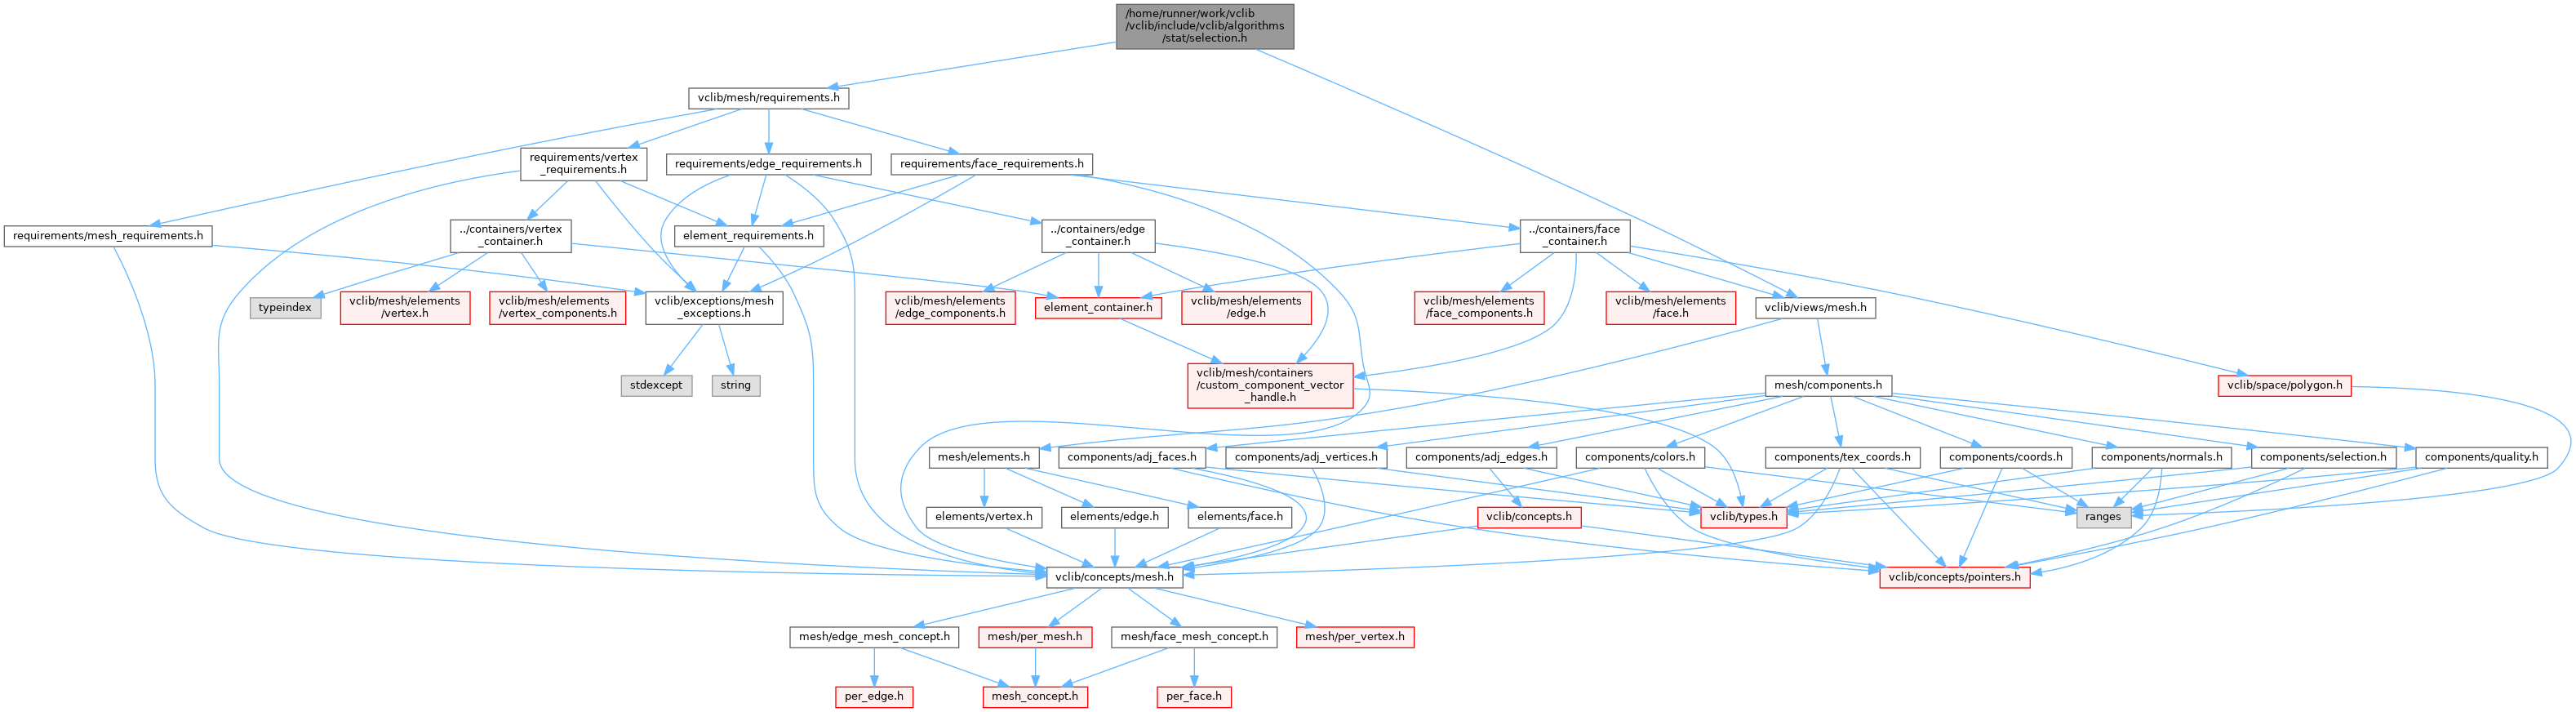 /home/runner/work/vclib
/vclib/include/vclib/algorithms
/stat/selection.h
vclib/mesh/requirements.h
requirements/vertex
_requirements.h
requirements/edge_requirements.h
requirements/face_requirements.h
requirements/mesh_requirements.h
../containers/vertex
_container.h
element_requirements.h
../containers/edge
_container.h
../containers/face
_container.h
typeindex
vclib/mesh/elements
/vertex.h
vclib/mesh/elements
/vertex_components.h
vclib/exceptions/mesh
_exceptions.h
vclib/mesh/elements
/edge_components.h
element_container.h
vclib/mesh/elements
/edge.h
vclib/mesh/elements
/face_components.h
vclib/mesh/elements
/face.h
vclib/views/mesh.h
stdexcept
string
vclib/mesh/containers
/custom_component_vector
_handle.h
mesh/components.h
vclib/space/polygon.h
mesh/elements.h
components/adj_faces.h
components/adj_vertices.h
components/adj_edges.h
components/colors.h
components/tex_coords.h
components/coords.h
components/normals.h
components/selection.h
components/quality.h
elements/vertex.h
elements/edge.h
elements/face.h
vclib/concepts.h
vclib/types.h
ranges
vclib/concepts/mesh.h
vclib/concepts/pointers.h
mesh/edge_mesh_concept.h
mesh/per_mesh.h
mesh/face_mesh_concept.h
mesh/per_vertex.h
per_edge.h
mesh_concept.h
per_face.h